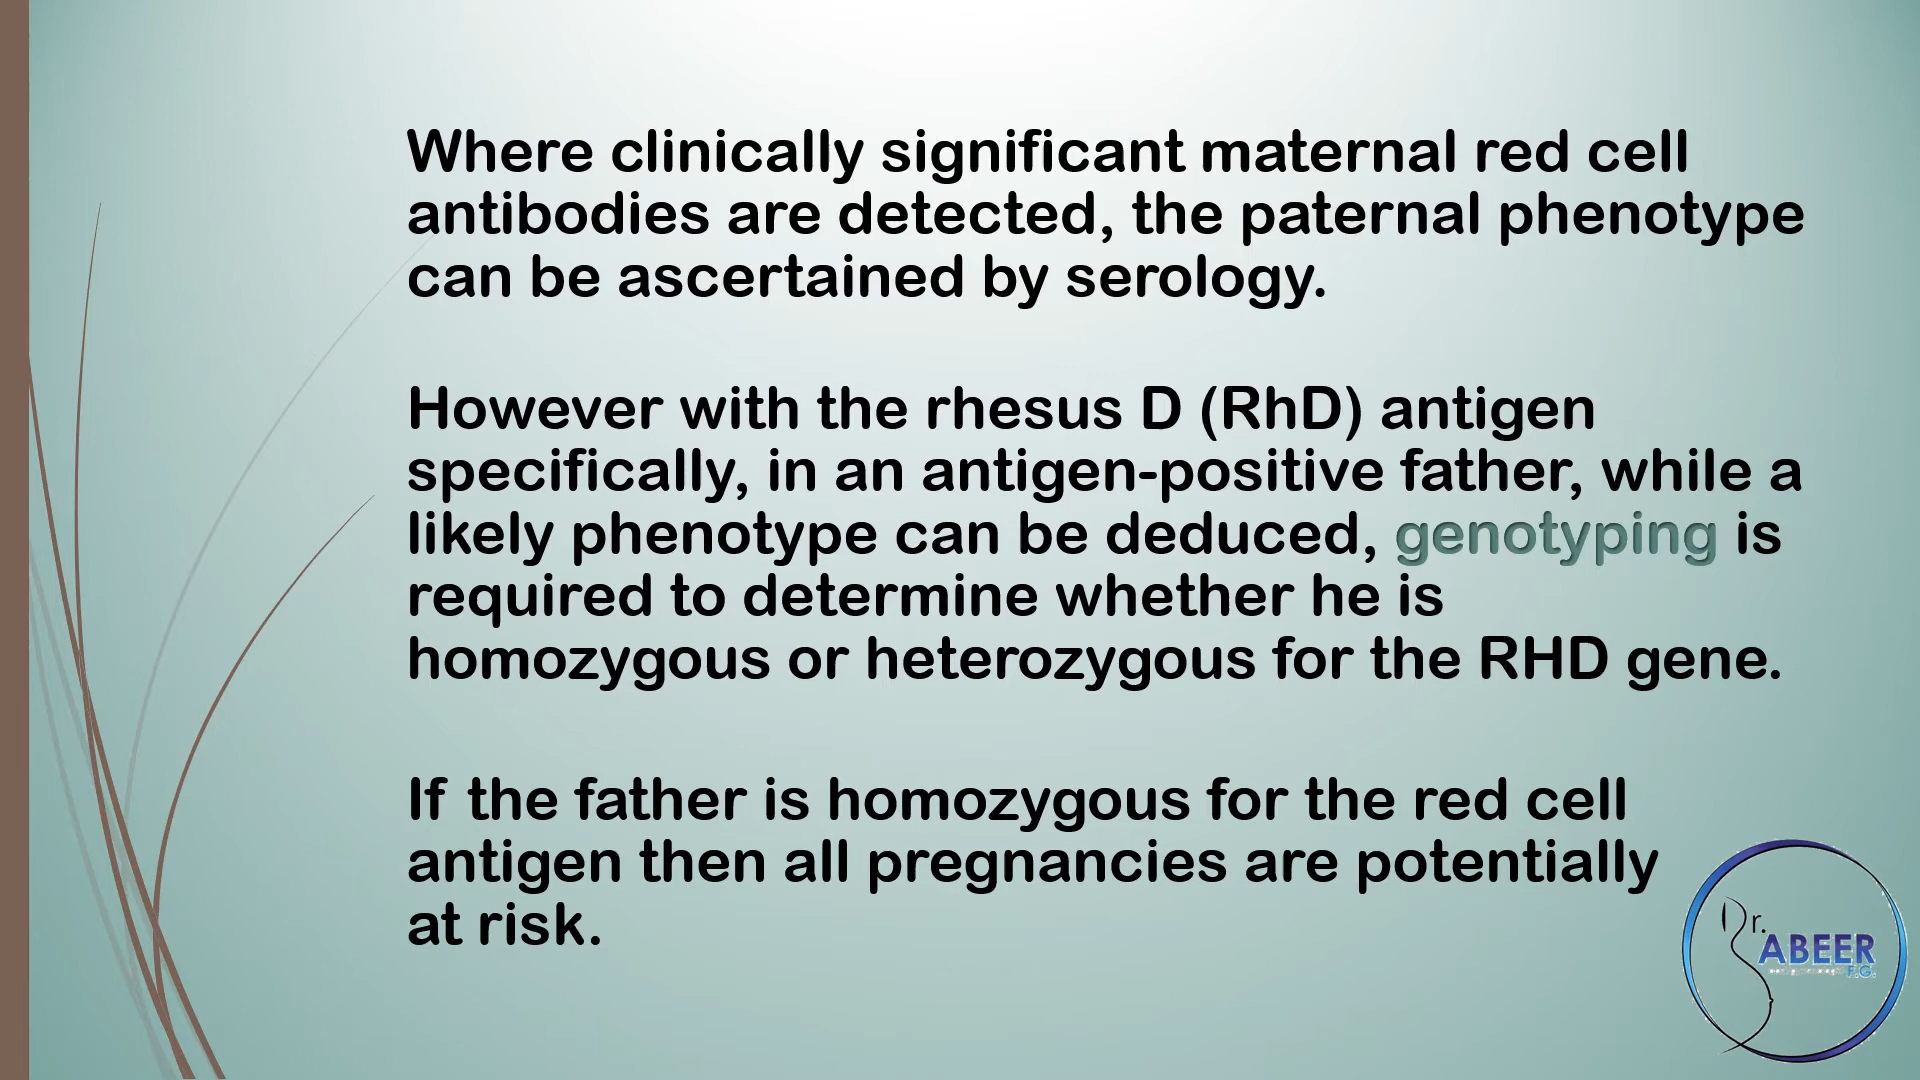 Where clinically significant maternal red cell
antibodies are detected, the paternal phenotype
can be ascertained by serology.
However with the rhesus D (RhD) antigen
specifically, in an antigen-positive father, while a
likely phenotype can be deduced, genotyping is
required to determine whether he is
homozygous or heterozygous for the RHD gene.
If the father is homozygous for the red cell
antigen then all pregnancies are potentially
at risk.
Dr.
ABEER
F.G.